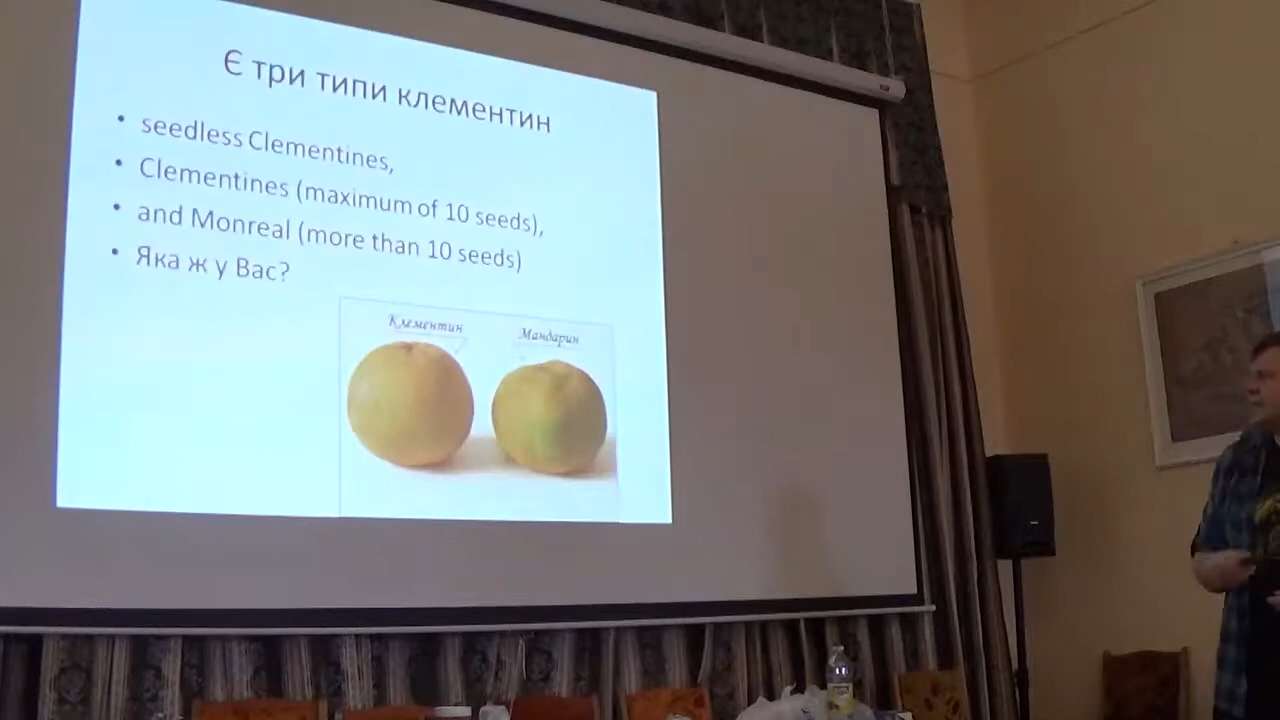 Є три типи клементин
seedless Clementines,
Clementines (maximum of 10 seeds),
and Monreal (more than 10 seeds)
Яка ж у Вас?
Клементин
Мандарин